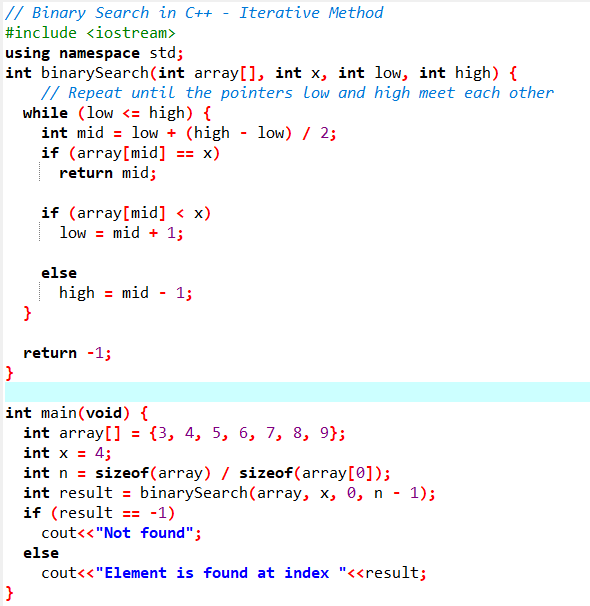 // Binary Search in C++ - Iterative Method
#include <iostream>
using namespace std;
int binarySearch(int array[], int x, int low, int high) {
    // Repeat until the pointers low and high meet each other
  while (low <= high) {
    int mid = low + (high - low) / 2;
    if (array[mid] == x)
      return mid;

    if (array[mid] < x)
      low = mid + 1;

    else
      high = mid - 1;
  }

  return -1;
}

int main(void) {
  int array[] = {3, 4, 5, 6, 7, 8, 9};
  int x = 4;
  int n = sizeof(array) / sizeof(array[0]);
  int result = binarySearch(array, x, 0, n - 1);
  if (result == -1)
    cout<<"Not found";
  else
    cout<<"Element is found at index "<<result;
}